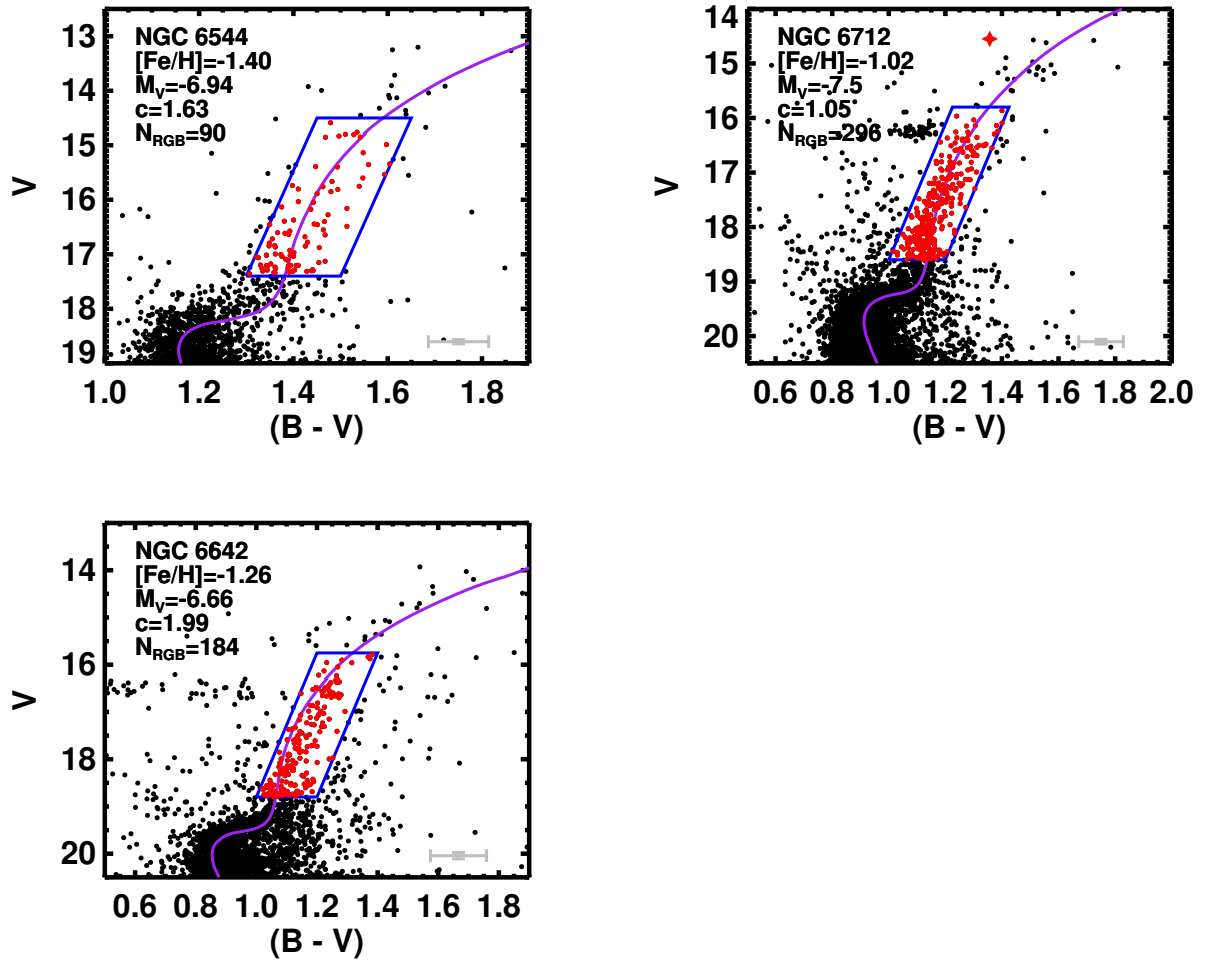 NGC 6544
[Fe/H]=-1.40
M_V=-6.94
c=1.63
N_RGB=90
13
14
15
16
17
18
19
V
1.0 1.2 1.4 1.6 1.8
(B - V)
NGC 6712
[Fe/H]=-1.02
M_V=-7.5
c=1.05
N_RGB=296
14
15
16
17
18
19
20
V
0.6 0.8 1.0 1.2 1.4 1.6 1.8 2.0
(B - V)
NGC 6642
[Fe/H]=-1.26
M_V=-6.66
c=1.99
N_RGB=184
14
16
18
20
V
0.6 0.8 1.0 1.2 1.4 1.6 1.8
(B - V)